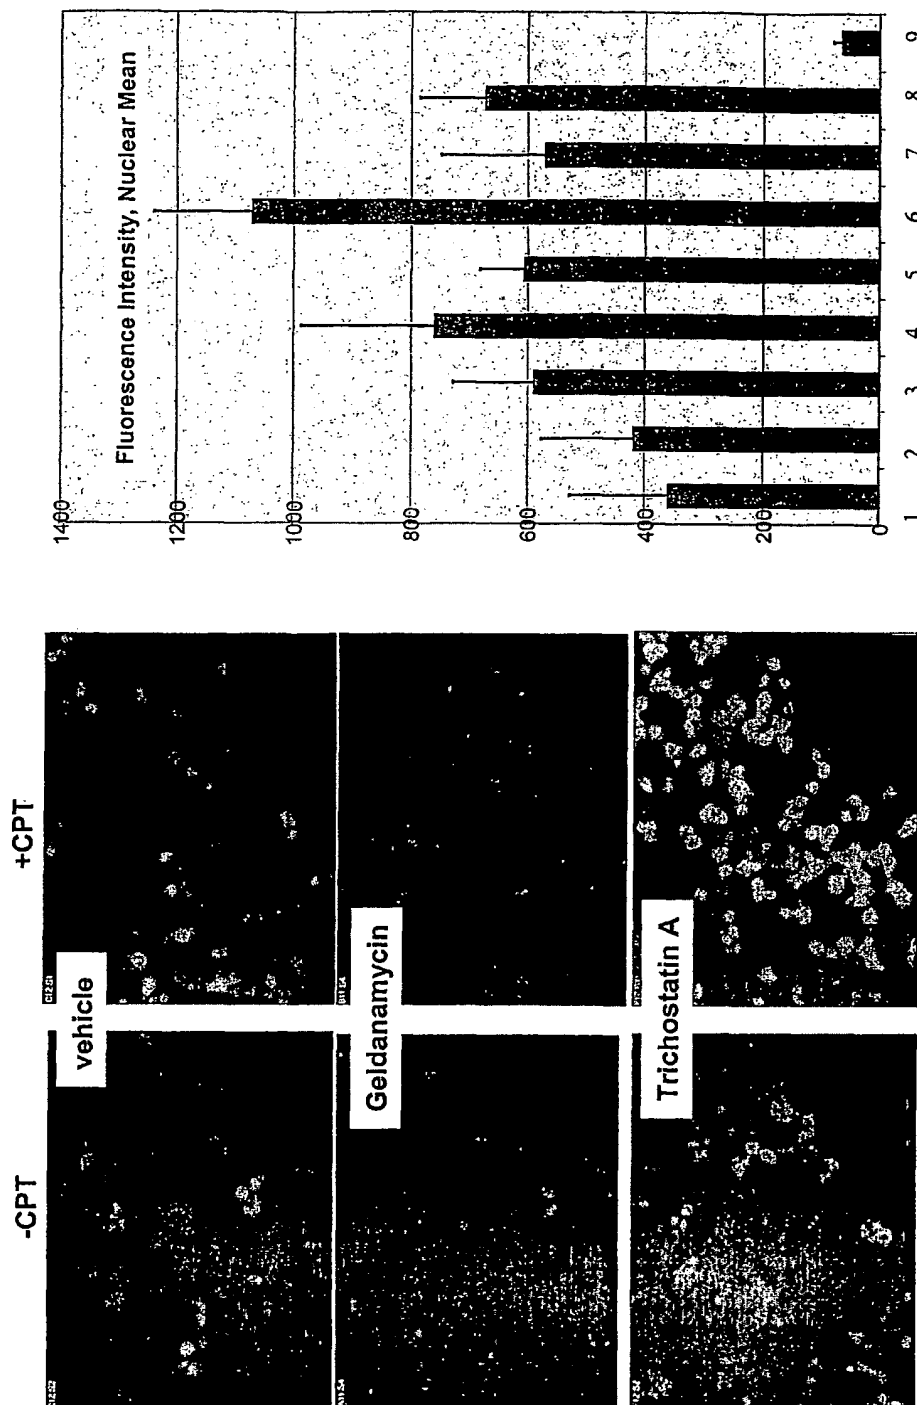 -CPT
+CPT
vehicle
Geldanamycin
Trichostatin A
Fluorescence Intensity, Nuclear Mean
1400
1200
1000
800
600
400
200
0
1 2 3 4 5 6 7 8 9